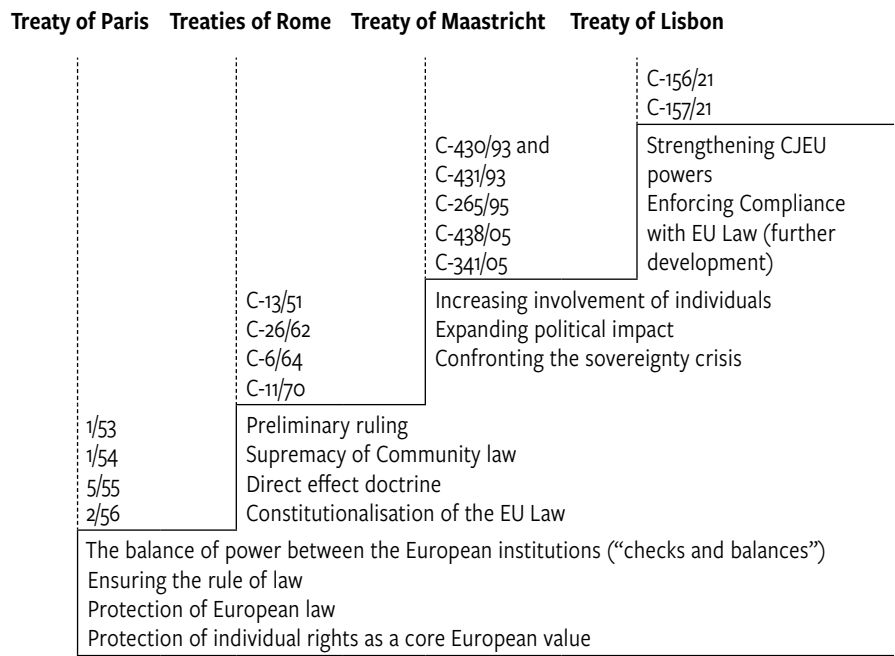 Treaty of Paris Treaties of Rome Treaty of Maastricht Treaty of Lisbon
C-156/21
C-157/21
C-430/93 and
C-431/93
C-265/95
C-438/05
C-341/05
Strengthening CJEU
powers
Enforcing Compliance
with EU Law (further
development)
C-13/51
C-26/62
C-6/64
C-11/70
Increasing involvement of individuals
Expanding political impact
Confronting the sovereignty crisis
1/53
1/54
5/55
2/56
Preliminary ruling
Supremacy of Community law
Direct effect doctrine
Constitutionalisation of the EU Law
The balance of power between the European institutions (“checks and balances”)
Ensuring the rule of law
Protection of European law
Protection of individual rights as a core European value